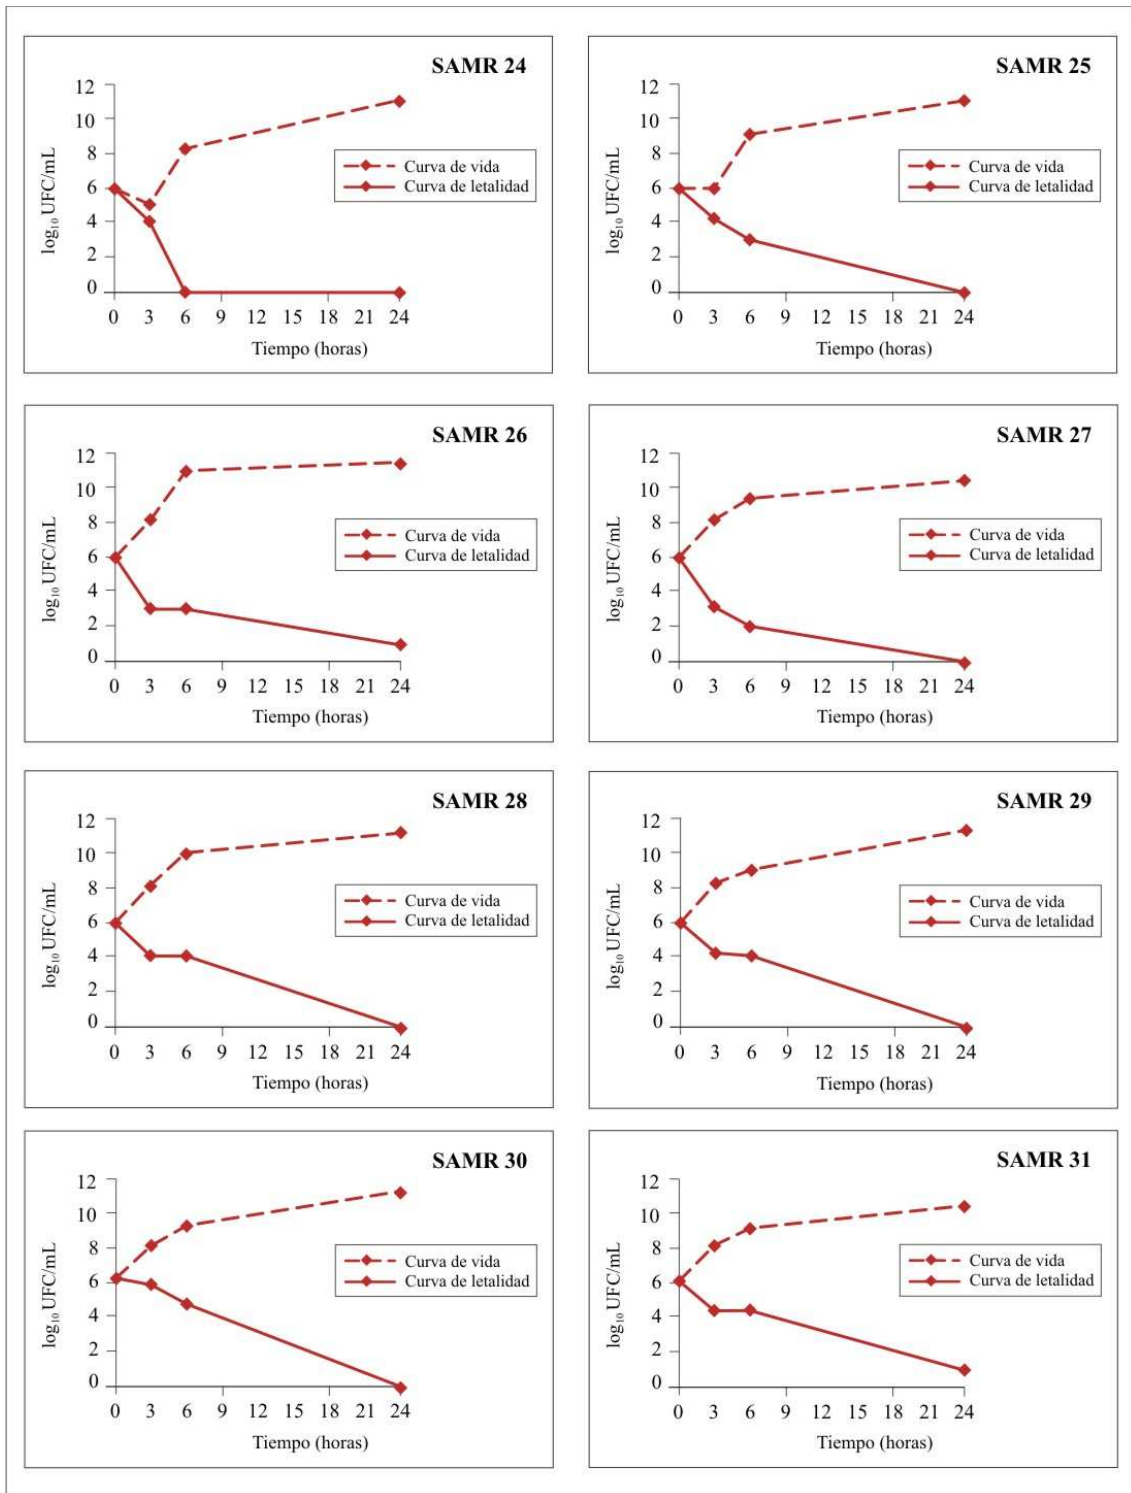 SAMR 24
12
10
8
6
4
2
0
log₁₀ UFC/mL
Curva de vida
Curva de letalidad
0 3 6 9 12 15 18 21 24
Tiempo (horas)
SAMR 25
12
10
8
6
4
2
0
log₁₀ UFC/mL
Curva de vida
Curva de letalidad
0 3 6 9 12 15 18 21 24
Tiempo (horas)
SAMR 26
12
10
8
6
4
2
0
log₁₀ UFC/mL
Curva de vida
Curva de letalidad
0 3 6 9 12 15 18 21 24
Tiempo (horas)
SAMR 27
12
10
8
6
4
2
0
log₁₀ UFC/mL
Curva de vida
Curva de letalidad
0 3 6 9 12 15 18 21 24
Tiempo (horas)
SAMR 28
12
10
8
6
4
2
0
log₁₀ UFC/mL
Curva de vida
Curva de letalidad
0 3 6 9 12 15 18 21 24
Tiempo (horas)
SAMR 29
12
10
8
6
4
2
0
log₁₀ UFC/mL
Curva de vida
Curva de letalidad
0 3 6 9 12 15 18 21 24
Tiempo (horas)
SAMR 30
12
10
8
6
4
2
0
log₁₀ UFC/mL
Curva de vida
Curva de letalidad
0 3 6 9 12 15 18 21 24
Tiempo (horas)
SAMR 31
12
10
8
6
4
2
0
log₁₀ UFC/mL
Curva de vida
Curva de letalidad
0 3 6 9 12 15 18 21 24
Tiempo (horas)